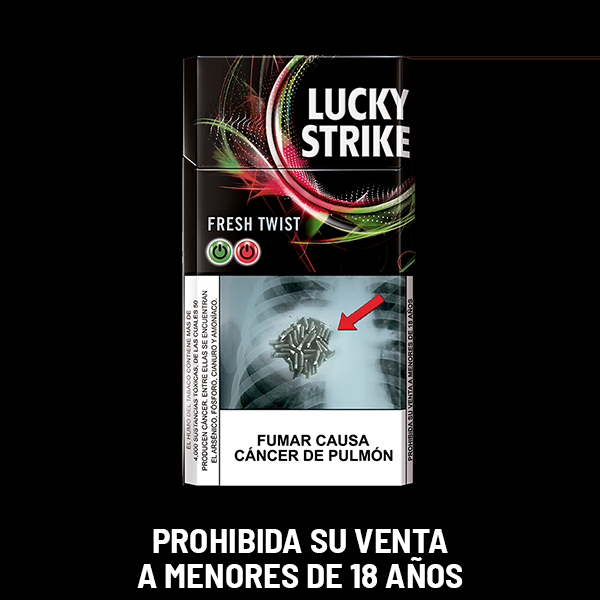 LUCKY
STRIKE
FRESH TWIST
EL HUMO DEL TABACO CONTIENE MÁS DE
4,000 SUSTANCIAS TÓXICAS, DE LAS CUALES 50
PRODUCEN CÁNCER. ENTRE ELLAS SE ENCUENTRAN
EL ARSÉNICO, FÓSFORO, CIANURO Y AMONÍACO.
PROHIBIDA SU VENTA A MENORES DE 18 AÑOS
FUMAR CAUSA
CÁNCER DE PULMÓN
PROHIBIDA SU VENTA
A MENORES DE 18 AÑOS